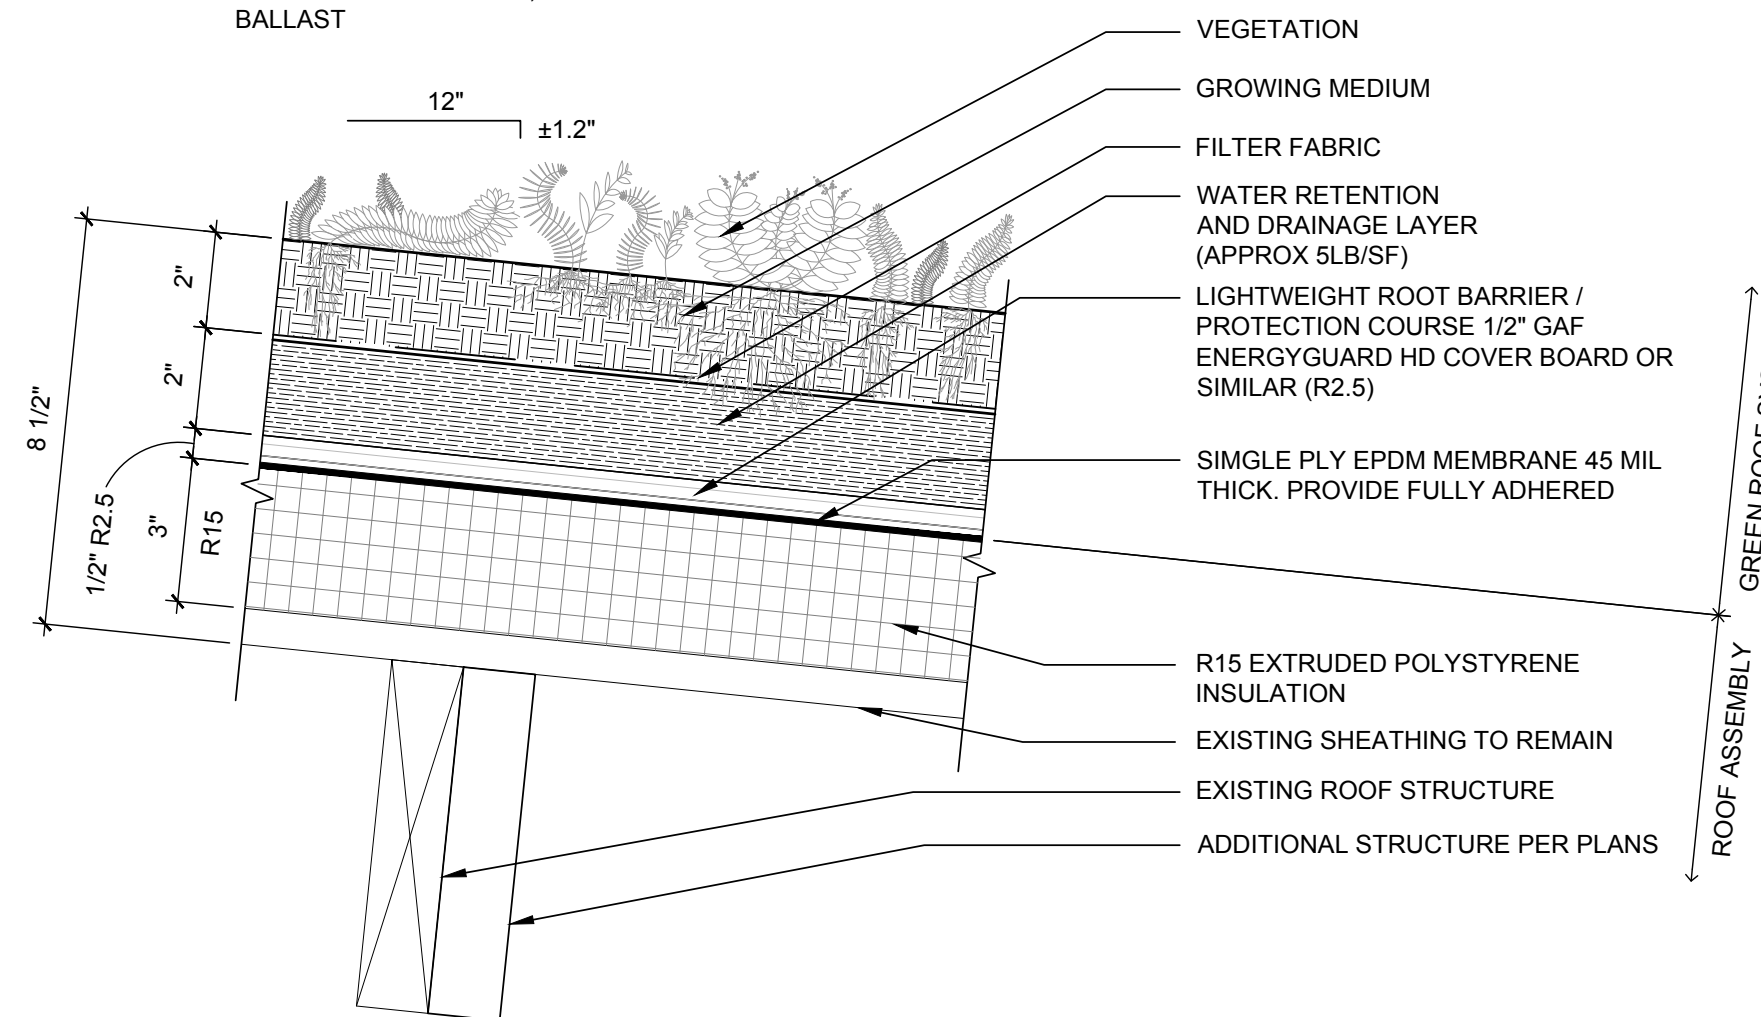 BALLAST
12"
±1.2"
VEGETATION
GROWING MEDIUM
FILTER FABRIC
WATER RETENTION
AND DRAINAGE LAYER
(APPROX 5LB/SF)
LIGHTWEIGHT ROOT BARRIER /
PROTECTION COURSE 1/2" GAF
ENERGYGUARD HD COVER BOARD OR
SIMILAR (R2.5)
SIMGLE PLY EPDM MEMBRANE 45 MIL
THICK. PROVIDE FULLY ADHERED
R15 EXTRUDED POLYSTYRENE
INSULATION
EXISTING SHEATHING TO REMAIN
EXISTING ROOF STRUCTURE
ADDITIONAL STRUCTURE PER PLANS
8 1/2"
2"
2"
1/2" R2.5
3"
R15
GREEN ROOF
ROOF ASSEMBLY